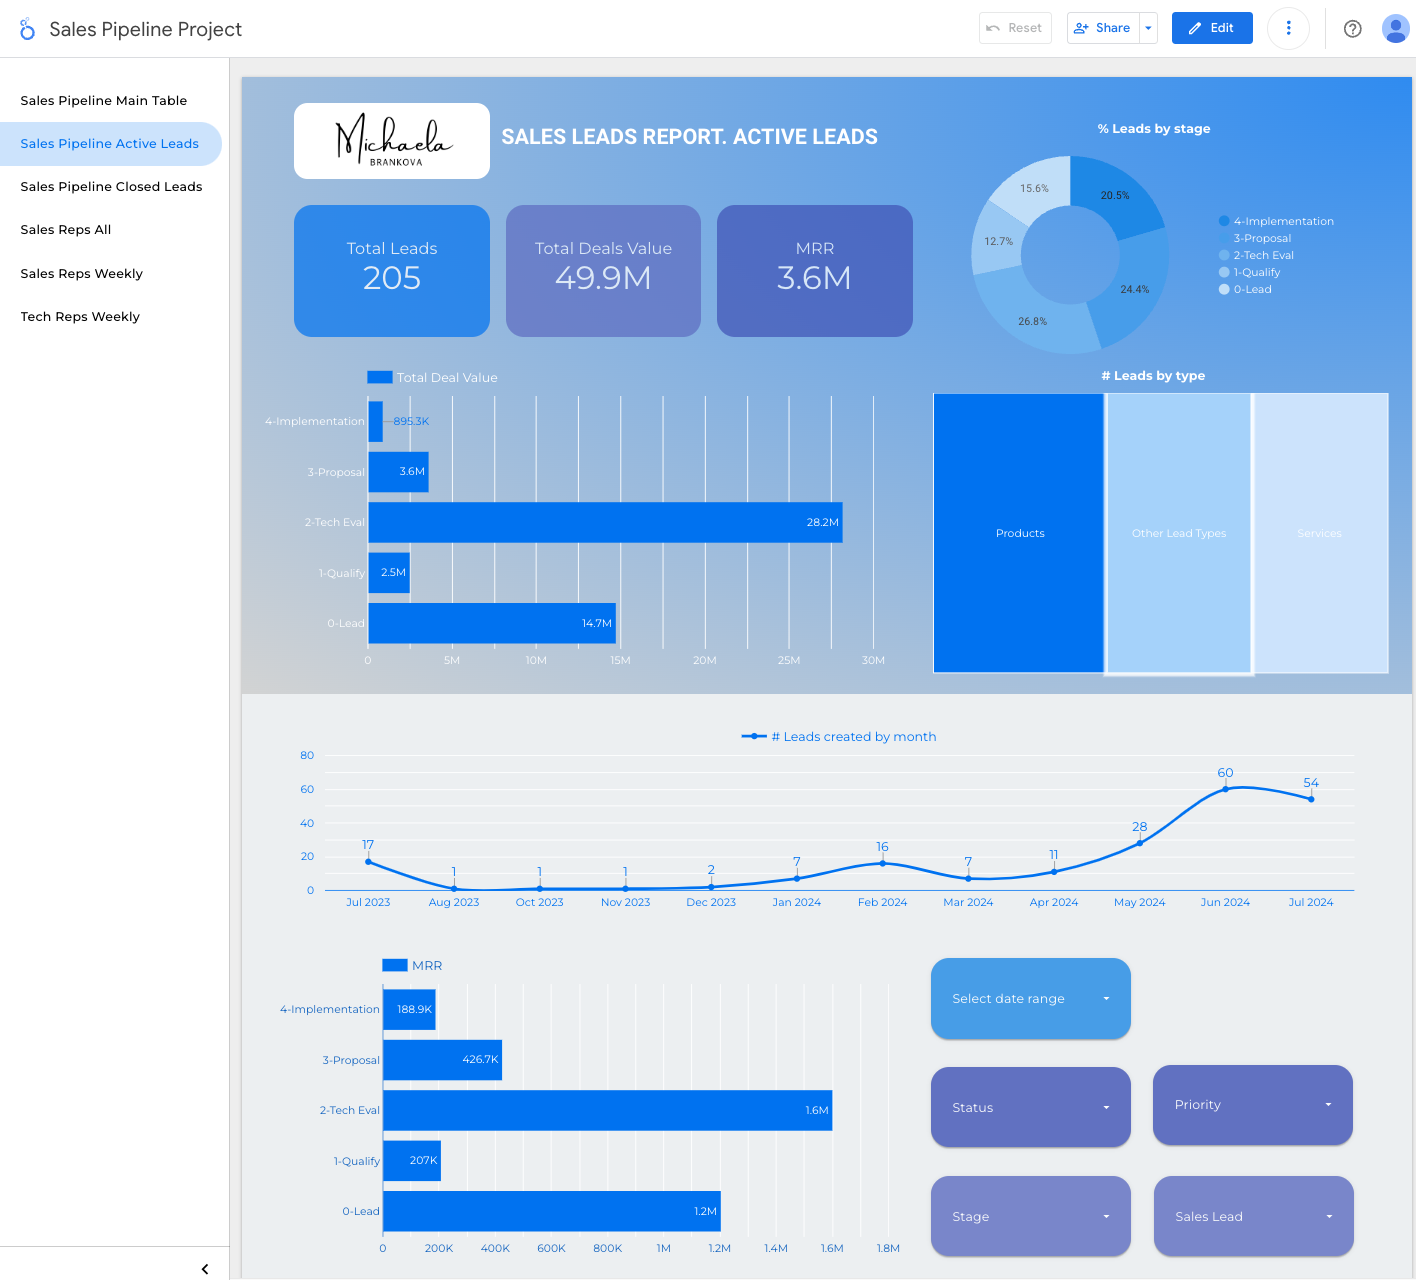 Sales Pipeline Project
Reset
Share
Edit
Sales Pipeline Main Table
Sales Pipeline Active Leads
Sales Pipeline Closed Leads
Sales Reps All
Sales Reps Weekly
Tech Reps Weekly
Michaela
BRANKOVA
SALES LEADS REPORT. ACTIVE LEADS
Total Leads
205
Total Deals Value
49.9M
MRR
3.6M
% Leads by stage
20.5%
24.4%
26.8%
12.7%
15.6%
4-Implementation
3-Proposal
2-Tech Eval
1-Qualify
0-Lead
Total Deal Value
4-Implementation 895.3K
3-Proposal 3.6M
2-Tech Eval 28.2M
1-Qualify 2.5M
0-Lead 14.7M
0 5M 10M 15M 20M 25M 30M
# Leads by type
Products
Other Lead Types
Services
# Leads created by month
80
60
40
20
0
17 1 1 1 2 7 16 7 11 28 60 54
Jul 2023 Aug 2023 Oct 2023 Nov 2023 Dec 2023 Jan 2024 Feb 2024 Mar 2024 Apr 2024 May 2024 Jun 2024 Jul 2024
MRR
4-Implementation 188.9K
3-Proposal 426.7K
2-Tech Eval 1.6M
1-Qualify 207K
0-Lead 1.2M
0 200K 400K 600K 800K 1M 1.2M 1.4M 1.6M 1.8M
Select date range
Status
Priority
Stage
Sales Lead